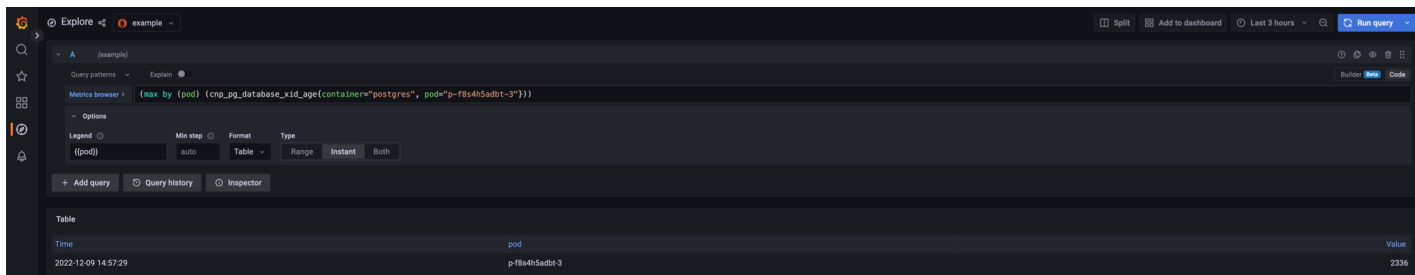 Explore example Split Add to dashboard Last 3 hours Run query
A (example)
Query patterns Explain Builder Beta Code
Metrics browser > (max by (pod) (cnp_pg_database_xid_age{container="postgres", pod="p-f8s4h5adbt-3"}))
Options
Legend Min step Format Type
{{pod}} auto Table Range Instant Both
+ Add query Query history Inspector
Table
Time pod Value
2022-12-09 14:57:29 p-f8s4h5adbt-3 2336